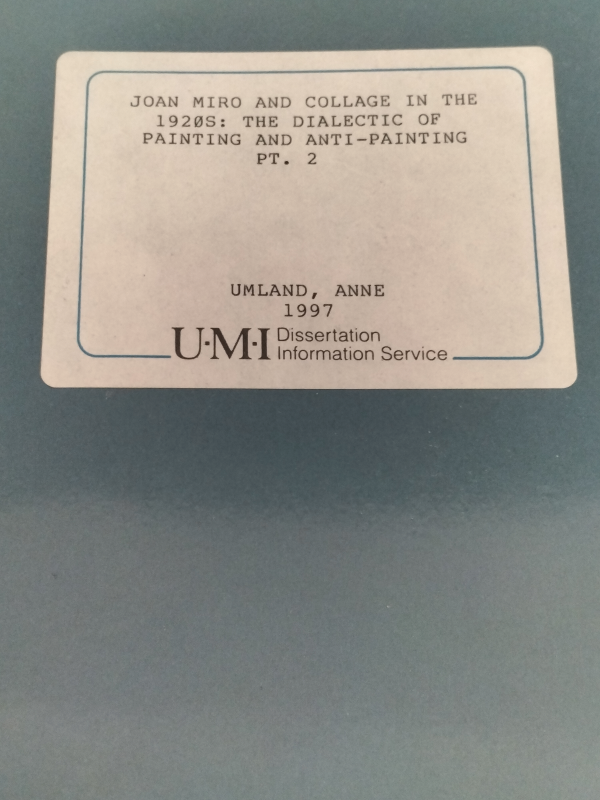 JOAN MIRO AND COLLAGE IN THE
1920S: THE DIALECTIC OF
PAINTING AND ANTI-PAINTING
PT. 2
UMLAND, ANNE
1997
U·M·I Dissertation
Information Service